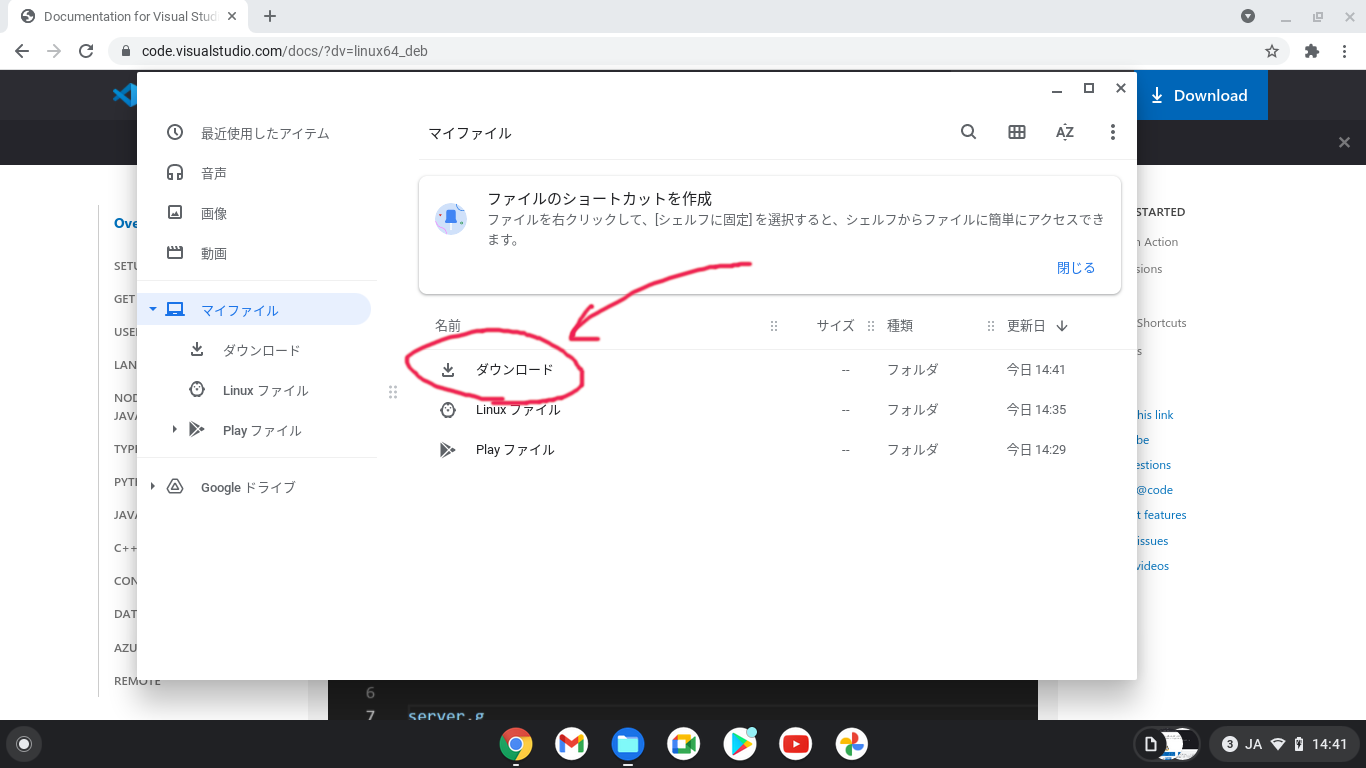 Documentation for Visual Stud
code.visualstudio.com/docs/?dv=linux64_deb
Download
最近使用したアイテム
音声
画像
動画
マイファイル
ダウンロード
Linux ファイル
Play ファイル
Google ドライブ
マイファイル
AZ
ファイルのショートカットを作成
ファイルを右クリックして、[シェルフに固定] を選択すると、シェルフからファイルに簡単にアクセスでき
ます。
閉じる
名前 サイズ 種類 更新日
ダウンロード -- フォルダ 今日 14:41
Linux ファイル -- フォルダ 今日 14:35
Play ファイル -- フォルダ 今日 14:29
Ove
SETU
GET
USER
LAN
NOD
JAVA
TYPE
PYTH
JAVA
C++
CON
DAT
AZU
REMOTE
STARTED
n Action
sions
Shortcuts
s
his link
be
estions
@code
t features
issues
videos
6
7 server.g
3 JA 14:41